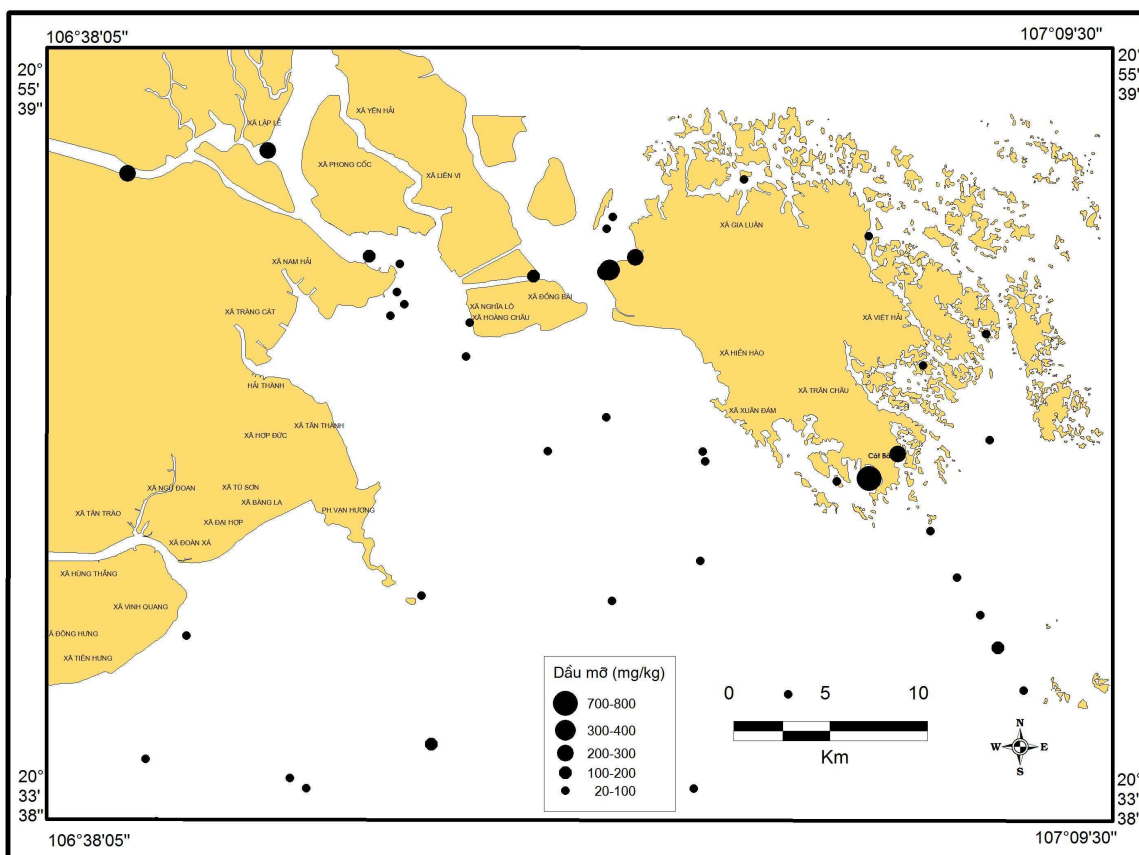 106°38'05"
107°09'30"
20°
55'
39"
20°
55'
39"
XÃ YÊN HẢI
XÃ LẬP LỄ
XÃ PHONG CỐC
XÃ LIÊN VỊ
XÃ GIA LUẬN
XÃ NAM HẢI
XÃ ĐỒNG BÀI
XÃ NGHĨA LỘ
XÃ HOÀNG CHÂU
XÃ TRÀNG CÁT
XÃ VIỆT HẢI
XÃ HIỀN HÀO
HẢI THÀNH
XÃ TRÂN CHÂU
XÃ XUÂN ĐÁM
XÃ TÂN THÀNH
XÃ HỢP ĐỨC
Cát Bà
XÃ NGŨ ĐOAN
XÃ TÚ SƠN
XÃ BÀNG LA
PH.VẠN HƯƠNG
XÃ TÂN TRÀO
XÃ ĐẠI HỢP
XÃ ĐOÀN XÁ
XÃ HÙNG THẮNG
XÃ VINH QUANG
Ã ĐÔNG HƯNG
XÃ TIÊN HƯNG
Dầu mỡ (mg/kg)
700-800
300-400
200-300
100-200
20-100
0 5 10
Km
N
W E
S
20°
33'
38"
20°
33'
38"
106°38'05"
107°09'30"